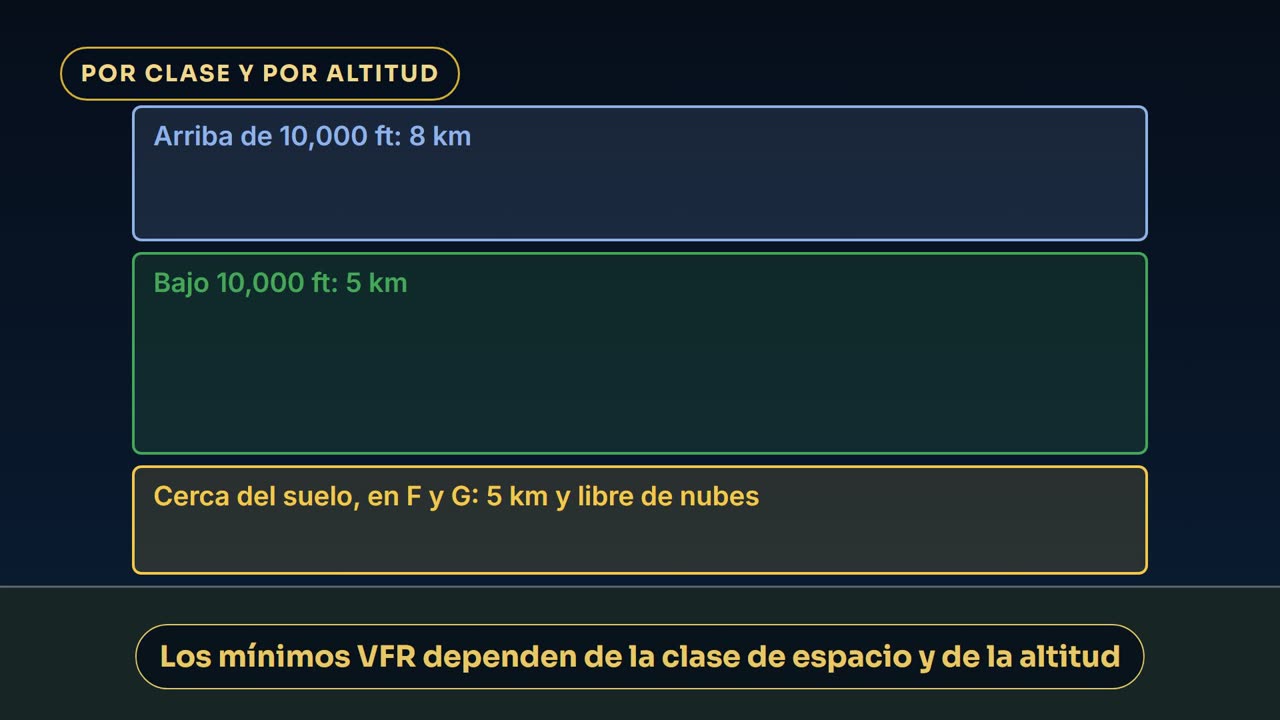 POR CLASE Y POR ALTITUD
Arriba de 10,000 ft: 8 km
Bajo 10,000 ft: 5 km
Cerca del suelo, en F y G: 5 km y libre de nubes
Los mínimos VFR dependen de la clase de espacio y de la altitud